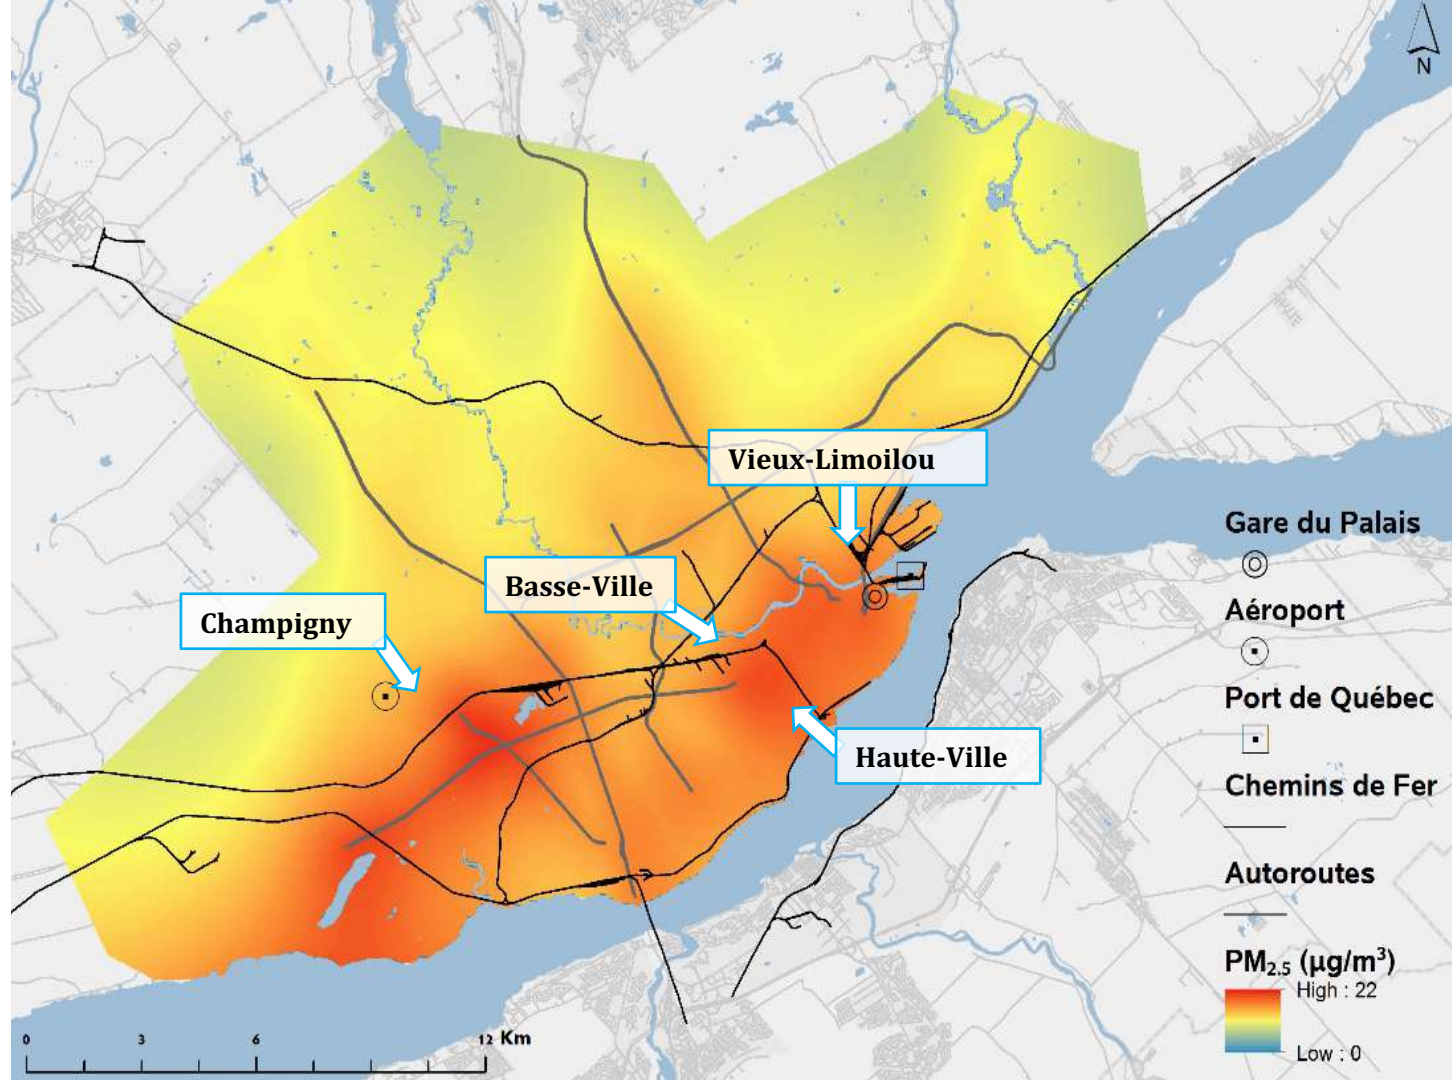 N
Vieux-Limoilou
Basse-Ville
Champigny
Haute-Ville
Gare du Palais
Aéroport
Port de Québec
Chemins de Fer
Autoroutes
PM2.5 (µg/m³)
High : 22
Low : 0
0 3 6 12 Km